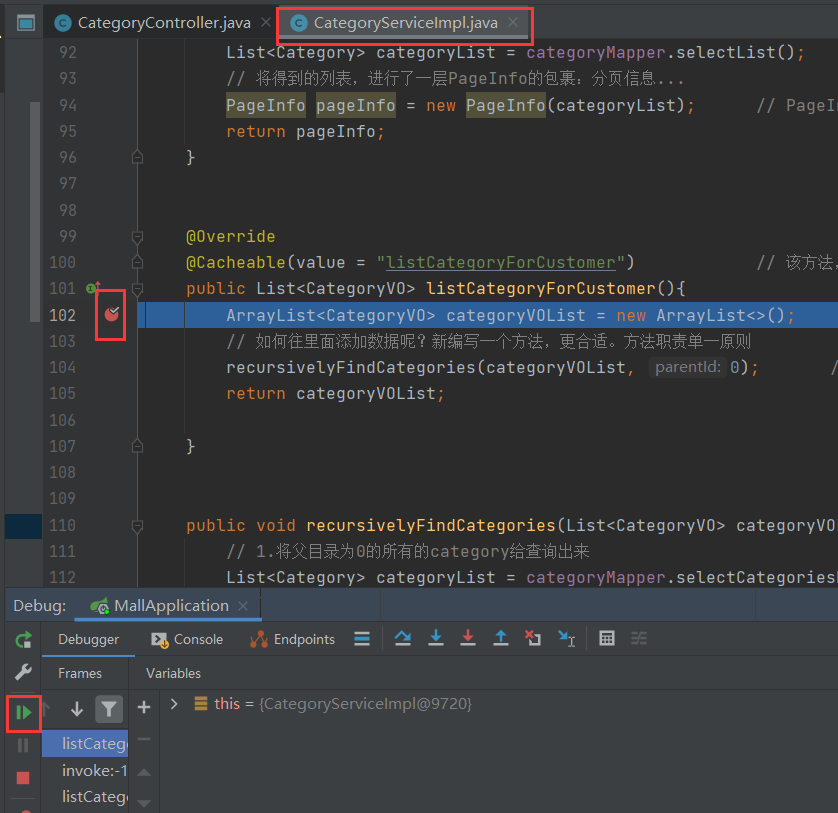 CategoryController.java CategoryServiceImpl.java
92 List<Category> categoryList = categoryMapper.selectList();
93 // 将得到的列表，进行了一层PageInfo的包裹：分页信息...
94 PageInfo pageInfo = new PageInfo(categoryList); //
95 return pageInfo;
96 }
97
98
99 @Override
100 @Cacheable(value = "listCategoryForCustomer") // 该方法，
101 public List<CategoryVO> listCategoryForCustomer(){
102 ArrayList<CategoryVO> categoryVOList = new ArrayList<>();
103 // 如何往里面添加数据呢？新编写一个方法，更合适。方法职责单一原则
104 recursivelyFindCategories(categoryVOList, parentId: 0); //
105 return categoryVOList;
106
107 }
108
109
110 public void recursivelyFindCategories(List<CategoryVO> categoryVO
111 // 1.将父目录为0的所有的category给查询出来
112 List<Category> categoryList = categoryMapper.selectCategories
Debug: MallApplication
Debugger Console Endpoints
Frames Variables
this = {CategoryServiceImpl@9720}
listCateg
invoke:-1
listCateg